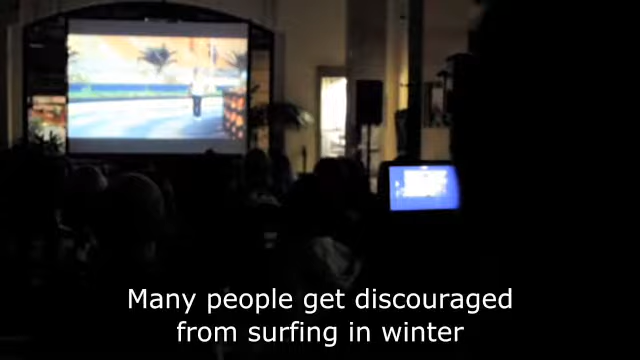 Many people get discouraged
from surfing in winter